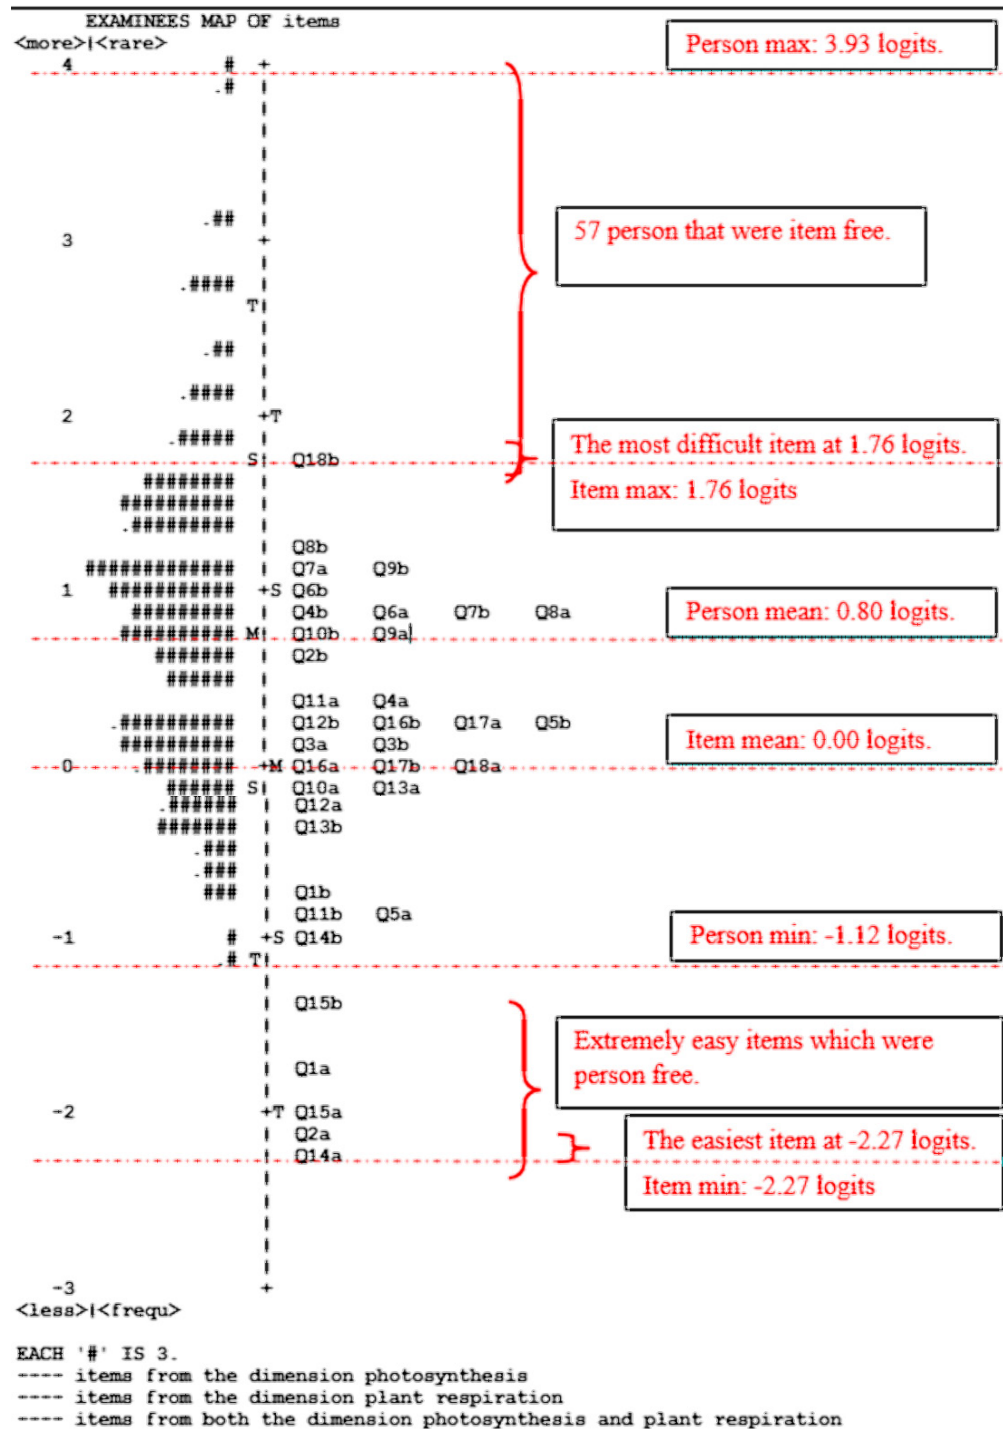 EXAMINEES MAP OF items
<more>|<rare>
Person max: 3.93 logits.
4 # +
.# |
.## |
3 +
57 person that were item free.
.#### |
T|
.## |
.#### |
2 +T
.##### |
The most difficult item at 1.76 logits.
S| Q18b
######## |
Item max: 1.76 logits
########## |
.######### |
| Q8b
############# | Q7a Q9b
1 ########### +S Q6b
######### | Q4b Q6a Q7b Q8a
Person mean: 0.80 logits.
########## M| Q10b Q9a
####### | Q2b
###### |
| Q11a Q4a
.########## | Q12b Q16b Q17a Q5b
Item mean: 0.00 logits.
########## | Q3a Q3b
0 .######## +M Q16a Q17b Q18a
###### S| Q10a Q13a
.###### | Q12a
####### | Q13b
.### |
.### |
### | Q1b
| Q11b Q5a
-1 # +S Q14b
Person min: -1.12 logits.
.# T|
| Q15b
Extremely easy items which were
person free.
| Q1a
-2 +T Q15a
| Q2a
The easiest item at -2.27 logits.
| Q14a
Item min: -2.27 logits
-3 +
<less>|<frequ>
EACH '#' IS 3.
---- items from the dimension photosynthesis
---- items from the dimension plant respiration
---- items from both the dimension photosynthesis and plant respiration